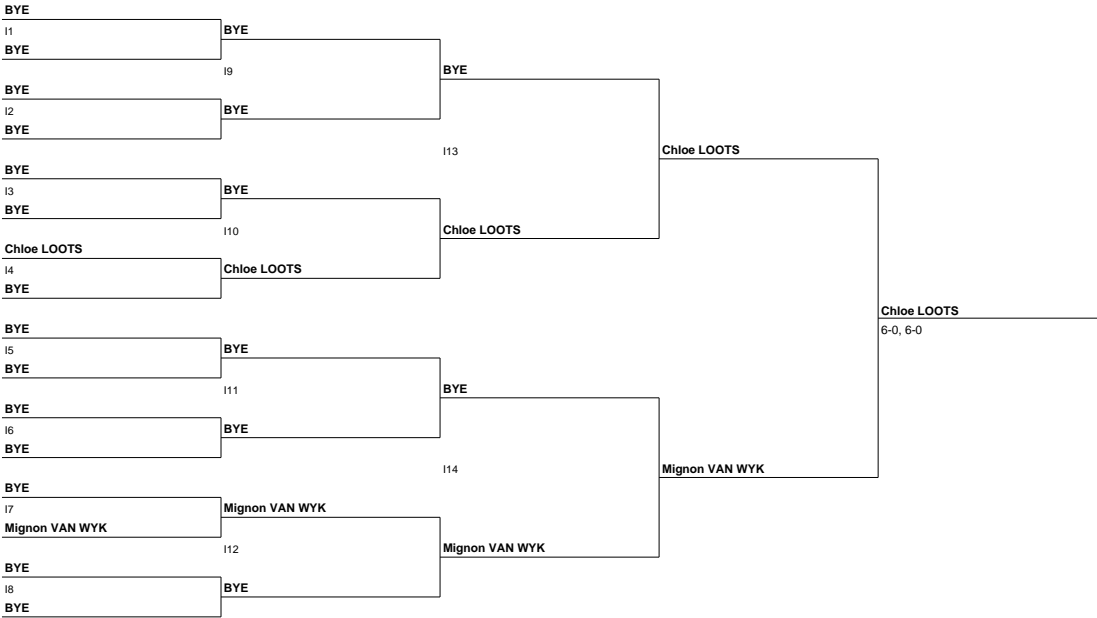 BYE
I1
BYE
BYE
I9
BYE
I2
BYE
BYE
BYE
I13
BYE
I3
BYE
BYE
I10
Chloe LOOTS
I4
BYE
Chloe LOOTS
Chloe LOOTS
Chloe LOOTS
BYE
I5
BYE
BYE
I11
BYE
I6
BYE
BYE
BYE
I14
BYE
I7
Mignon VAN WYK
Mignon VAN WYK
I12
BYE
I8
BYE
BYE
Mignon VAN WYK
Mignon VAN WYK
Chloe LOOTS
6-0, 6-0